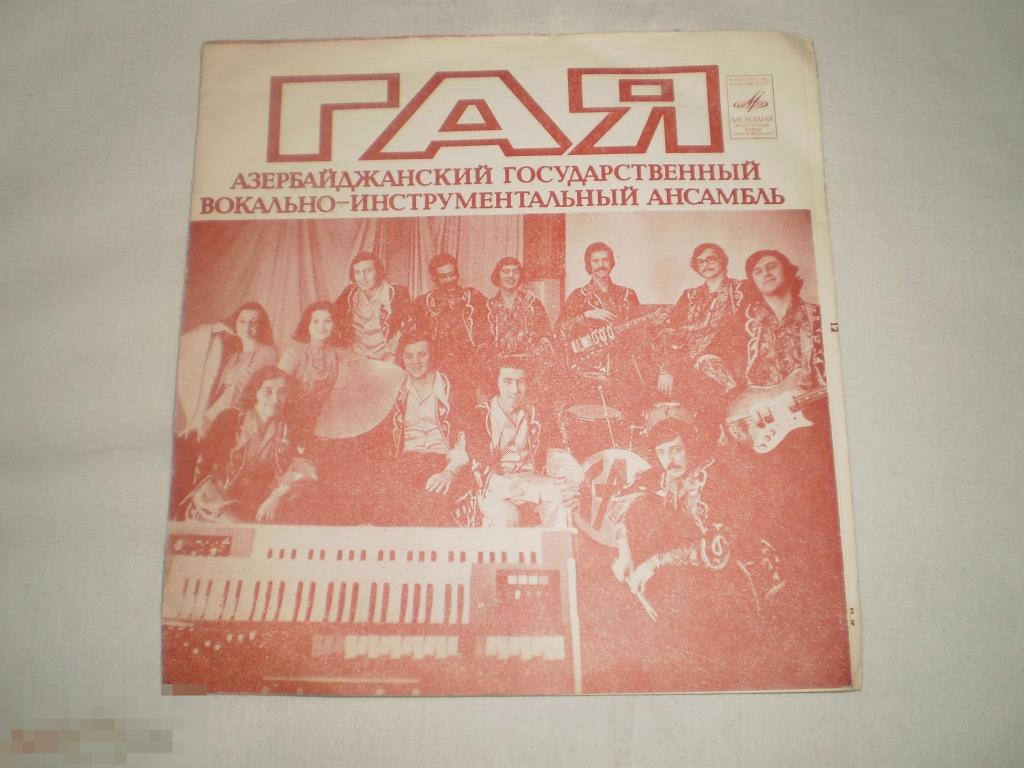 ГАЯ
МЕЛОДИЯ
АЗЕРБАЙДЖАНСКИЙ ГОСУДАРСТВЕННЫЙ
ВОКАЛЬНО-ИНСТРУМЕНТАЛЬНЫЙ АНСАМБЛЬ